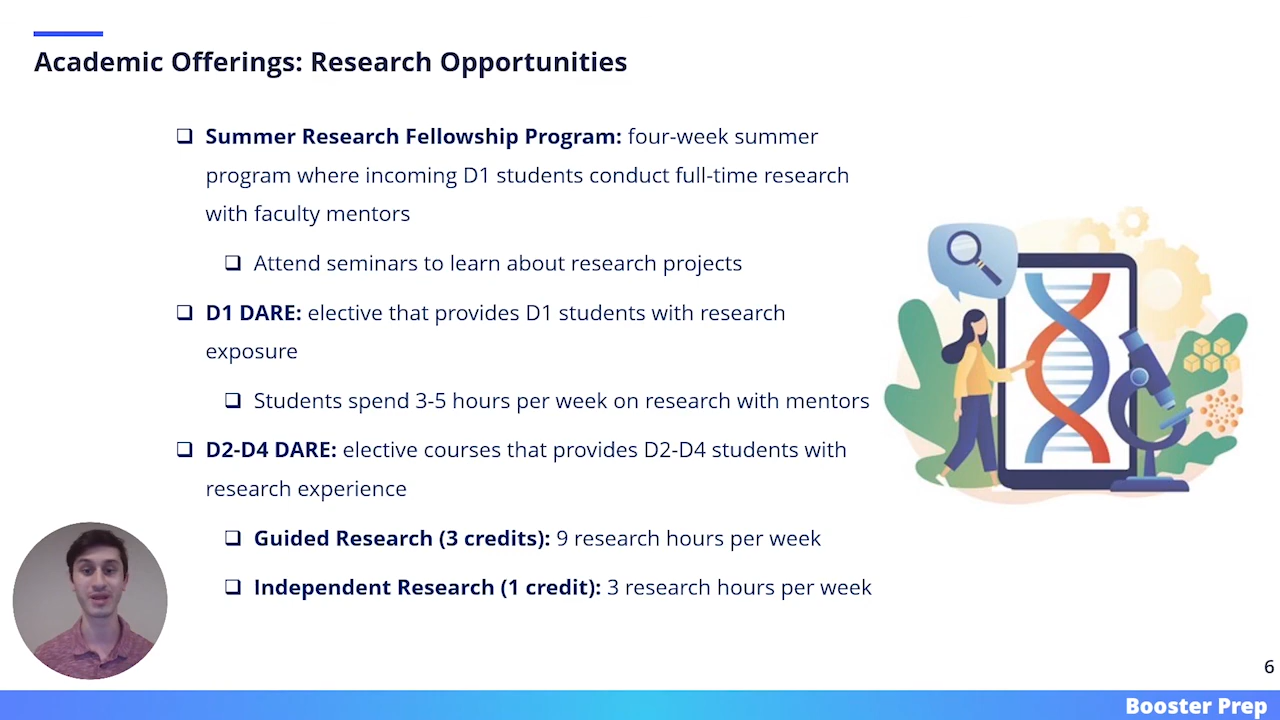 Academic Offerings: Research Opportunities
Summer Research Fellowship Program: four-week summer
program where incoming D1 students conduct full-time research
with faculty mentors
Attend seminars to learn about research projects
D1 DARE: elective that provides D1 students with research
exposure
Students spend 3-5 hours per week on research with mentors
D2-D4 DARE: elective courses that provides D2-D4 students with
research experience
Guided Research (3 credits): 9 research hours per week
Independent Research (1 credit): 3 research hours per week
6
Booster Prep